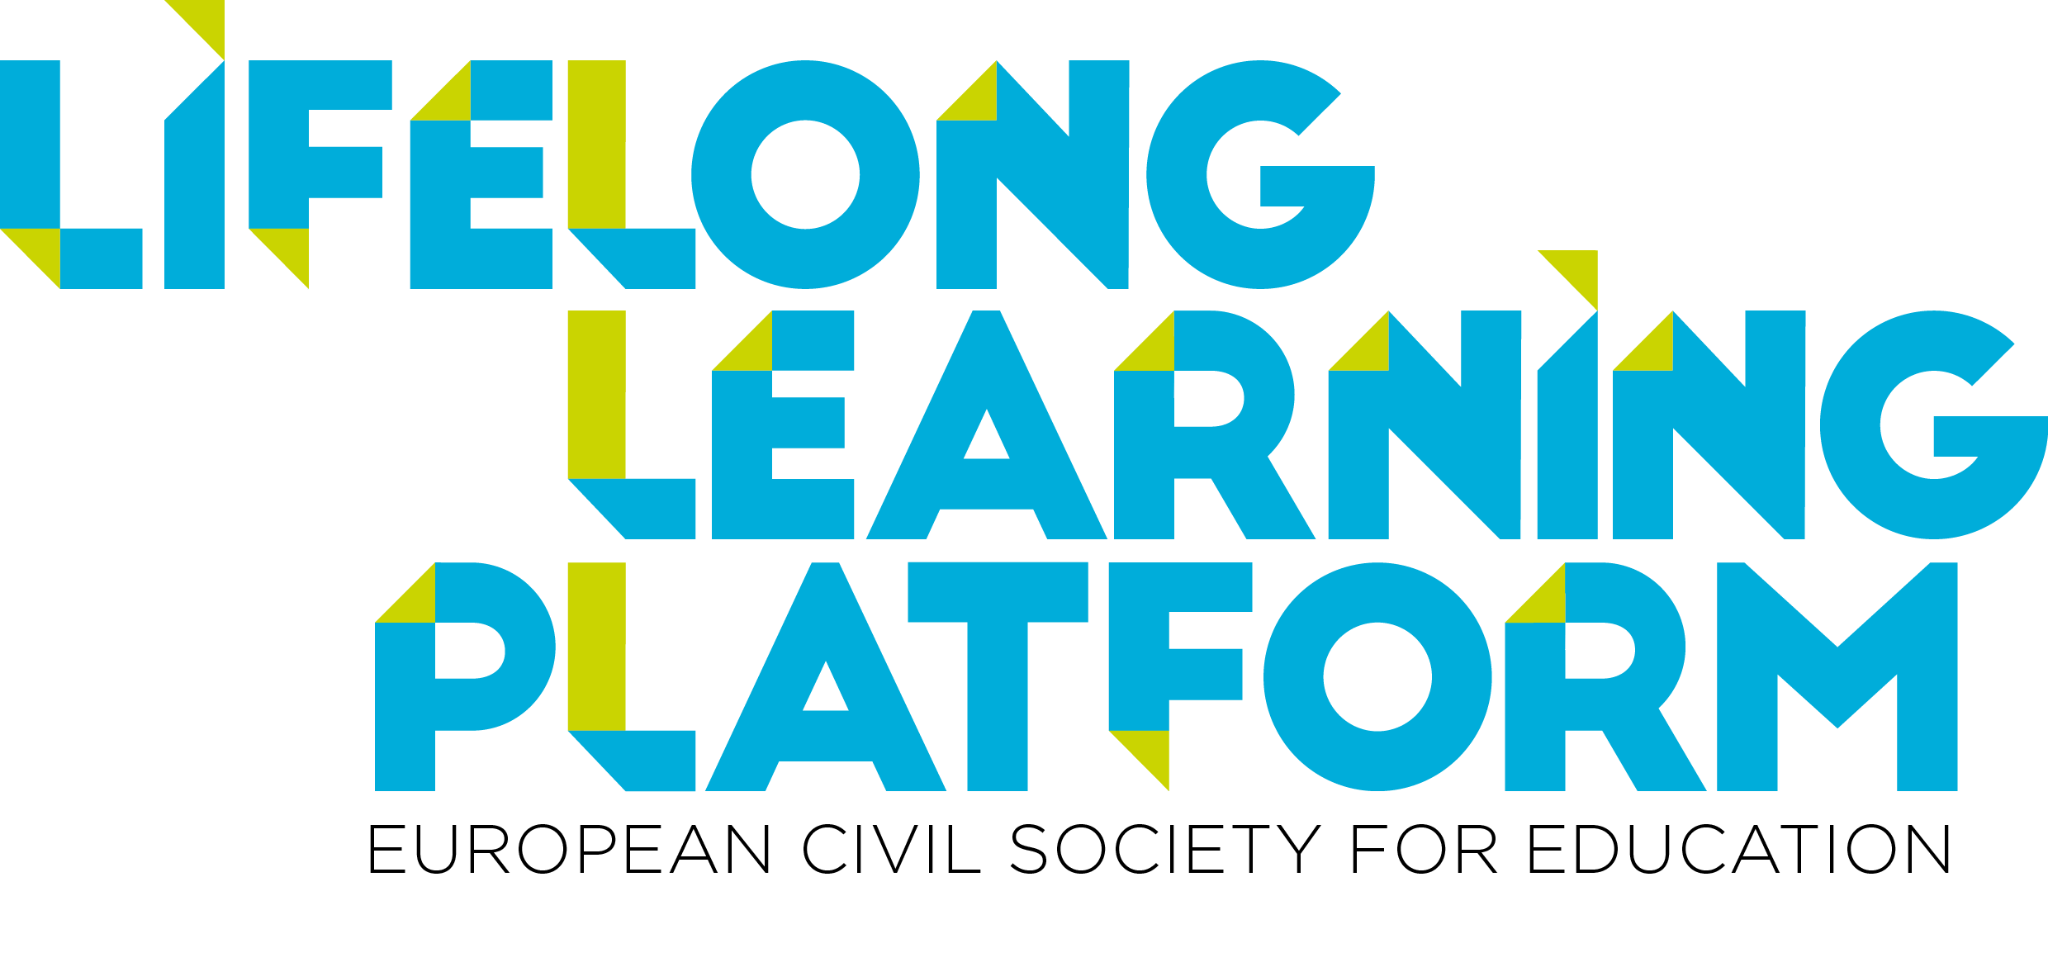 LIFELONG
LEARNING
PLATFORM
EUROPEAN CIVIL SOCIETY FOR EDUCATION